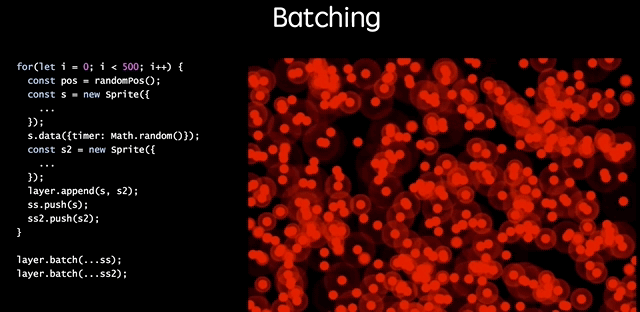 Batching
for(let i = 0; i < 500; i++) {
  const pos = randomPos();
  const s = new Sprite({
    ...
  });
  s.data({timer: Math.random()});
  const s2 = new Sprite({
    ...
  });
  layer.append(s, s2);
  ss.push(s);
  ss2.push(s2);
}
layer.batch(...ss);
layer.batch(...ss2);